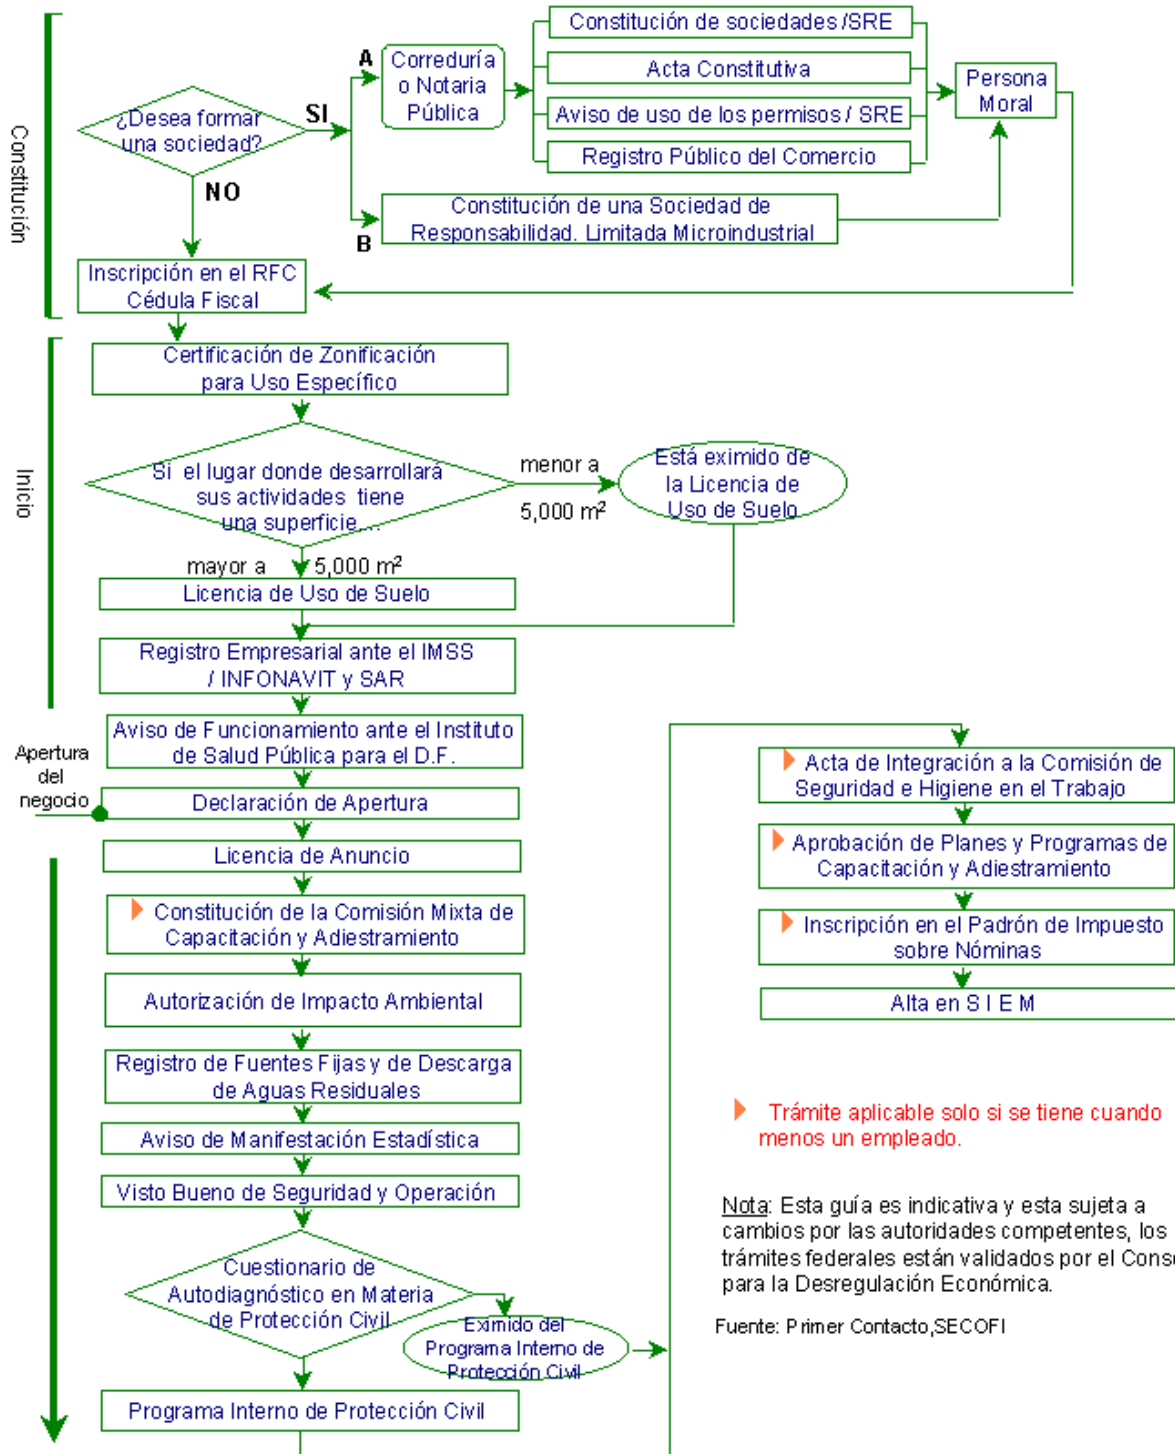 Constitución
¿Desea formar
una sociedad?
SI
NO
A
Correduría
o Notaria
Pública
Constitución de sociedades /SRE
Acta Constitutiva
Aviso de uso de los permisos / SRE
Registro Público del Comercio
Persona
Moral
B
Constitución de una Sociedad de
Responsabilidad. Limitada Microindustrial
Inscripción en el RFC
Cédula Fiscal
Inicio
Certificación de Zonificación
para Uso Específico
Si el lugar donde desarrollará
sus actividades tiene
una superficie....
menor a
5,000 m²
Está eximido de
la Licencia de
Uso de Suelo
mayor a 5,000 m²
Licencia de Uso de Suelo
Registro Empresarial ante el IMSS
/ INFONAVIT y SAR
Aviso de Funcionamiento ante el Instituto
de Salud Pública para el D.F.
Apertura
del
negocio
Declaración de Apertura
Licencia de Anuncio
Constitución de la Comisión Mixta de
Capacitación y Adiestramiento
Autorización de Impacto Ambiental
Registro de Fuentes Fijas y de Descarga
de Aguas Residuales
Aviso de Manifestación Estadística
Visto Bueno de Seguridad y Operación
Cuestionario de
Autodiagnóstico en Materia
de Protección Civil
Eximido del
Programa Interno de
Protección Civil
Programa Interno de Protección Civil
Acta de Integración a la Comisión de
Seguridad e Higiene en el Trabajo
Aprobación de Planes y Programas de
Capacitación y Adiestramiento
Inscripción en el Padrón de Impuesto
sobre Nóminas
Alta en S I E M
Trámite aplicable solo si se tiene cuando
menos un empleado.
Nota: Esta guía es indicativa y esta sujeta a
cambios por las autoridades competentes, los
trámites federales están validados por el Conse
para la Desregulación Económica.
Fuente: Primer Contacto,SECOFI